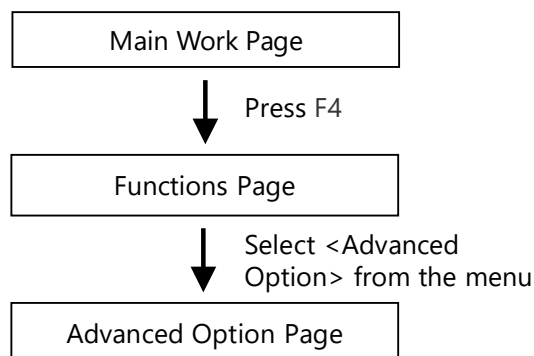 Main Work Page
Press F4
Functions Page
Select <Advanced
Option> from the menu
Advanced Option Page